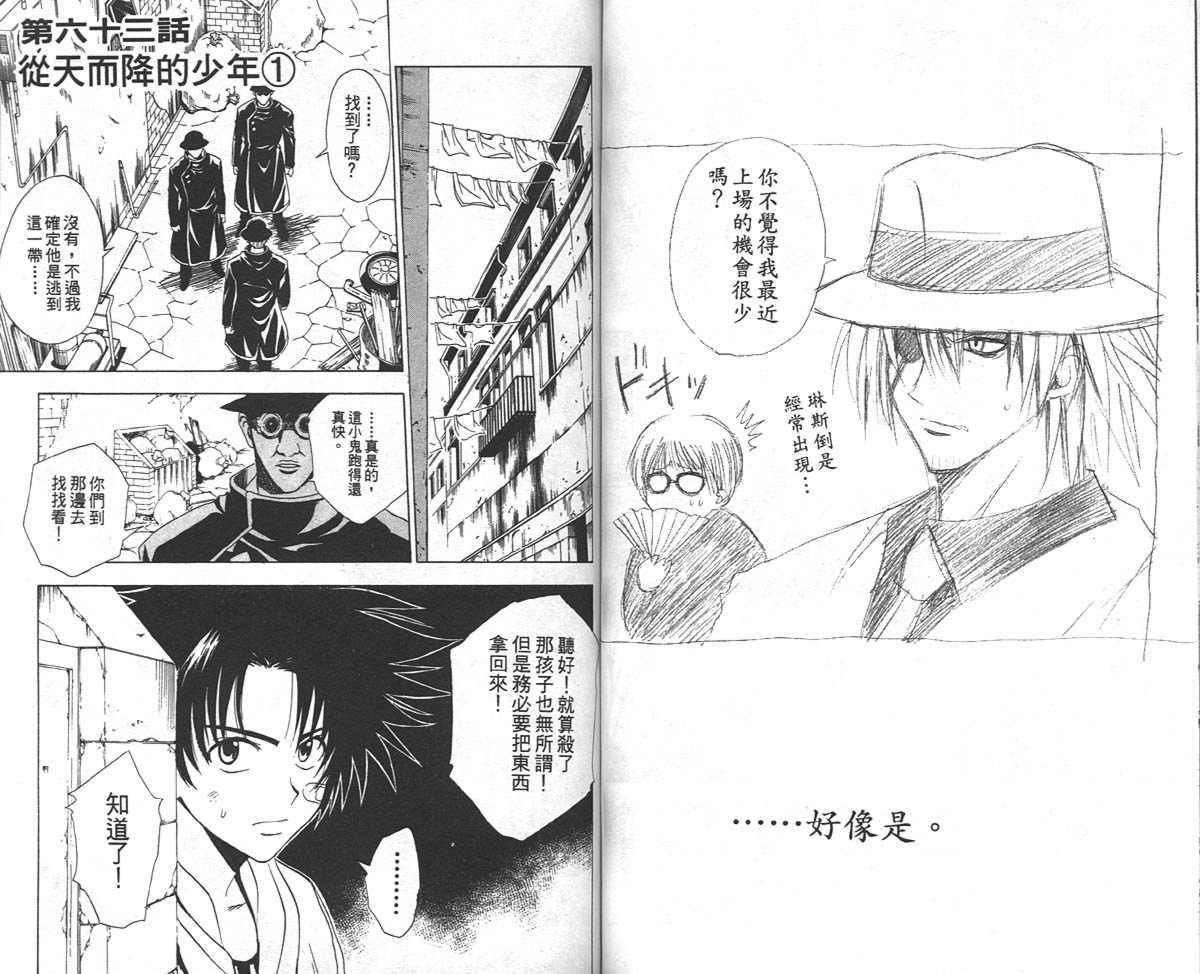 你不覺得我最近
上場的機會很少
嗎？
琳斯倒是
經常出現…
ドキッ
……好像是。
第六十三話
從天而降的少年①
……
找到了嗎？
沒有，不過我
確定他是逃到
這一帶……
……真是的，
這小鬼跑得還
真快。
你們到
那邊去
找找看！
聽好！就算殺了
那孩子也無所謂！
但是務必要把東西
拿回來！
………
知道了！